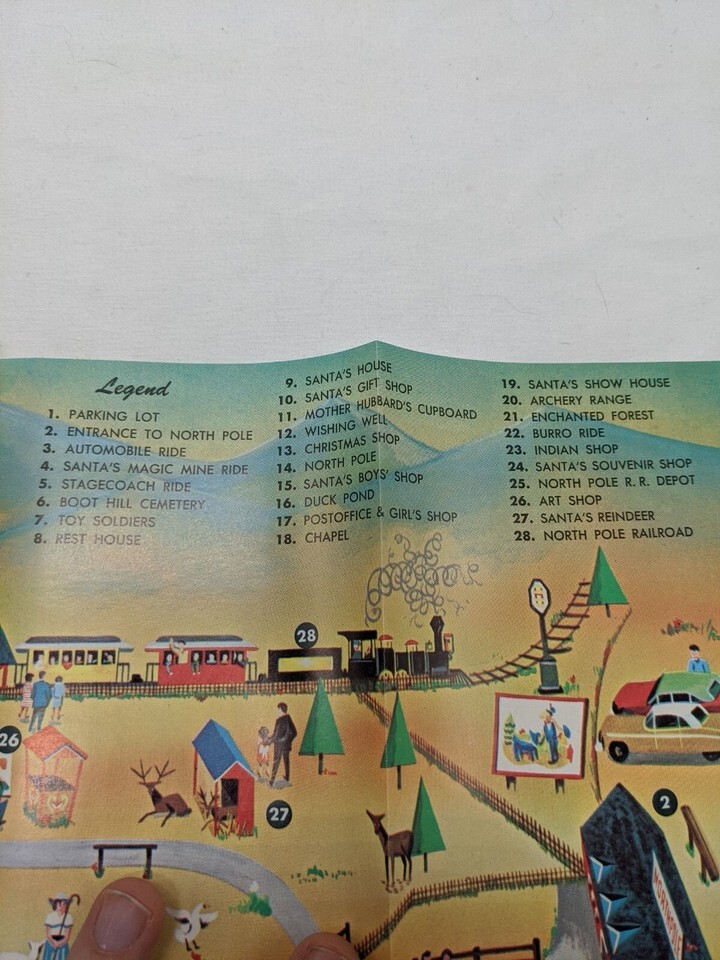 Legend
1. PARKING LOT
2. ENTRANCE TO NORTH POLE
3. AUTOMOBILE RIDE
4. SANTA'S MAGIC MINE RIDE
5. STAGECOACH RIDE
6. BOOT HILL CEMETERY
7. TOY SOLDIERS
8. REST HOUSE
9. SANTA'S HOUSE
10. SANTA'S GIFT SHOP
11. MOTHER HUBBARD'S CUPBOARD
12. WISHING WELL
13. CHRISTMAS SHOP
14. NORTH POLE
15. SANTA'S BOYS' SHOP
16. DUCK POND
17. POSTOFFICE & GIRL'S SHOP
18. CHAPEL
19. SANTA'S SHOW HOUSE
20. ARCHERY RANGE
21. ENCHANTED FOREST
22. BURRO RIDE
23. INDIAN SHOP
24. SANTA'S SOUVENIR SHOP
25. NORTH POLE R. R. DEPOT
26. ART SHOP
27. SANTA'S REINDEER
28. NORTH POLE RAILROAD
28
26
27
2
NORTH POLE